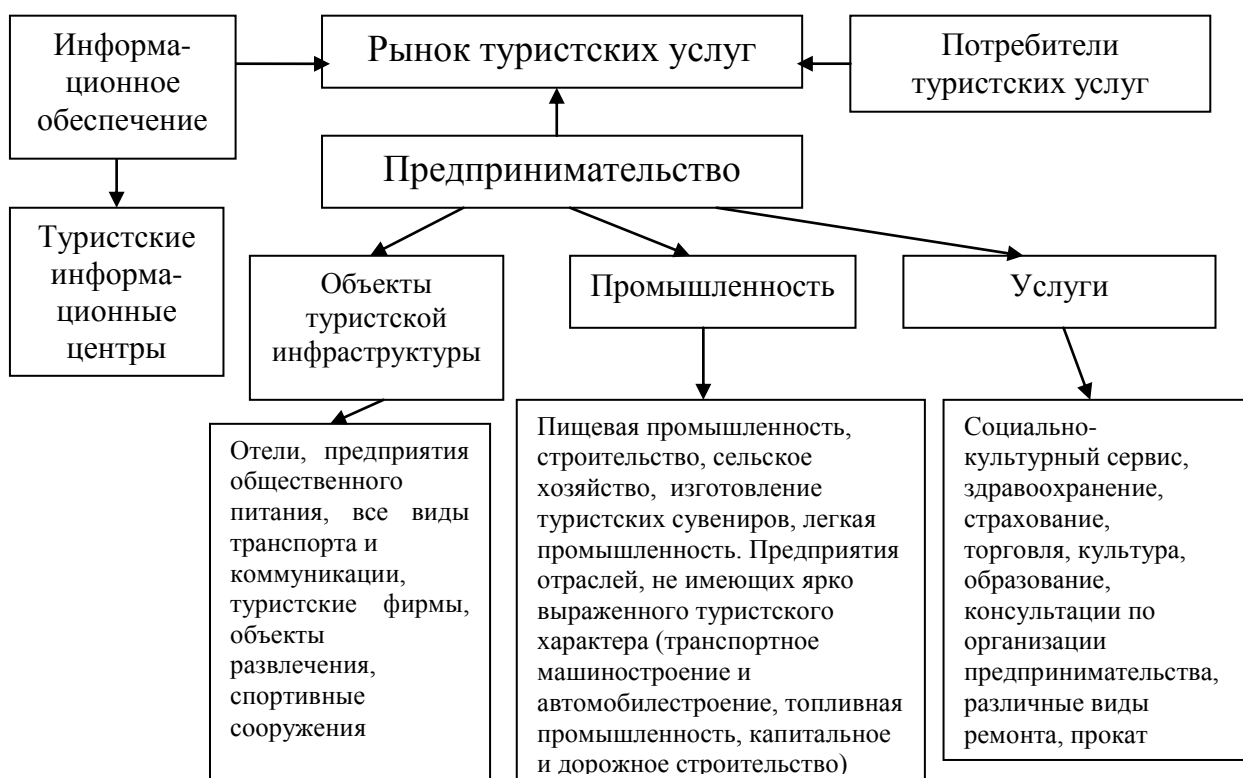 Информа-
ционное
обеспечение
Рынок туристских услуг
Потребители
туристских услуг
Предпринимательство
Туристские
информа-
ционные
центры
Объекты
туристской
инфраструктуры
Промышленность
Услуги
Отели, предприятия
общественного
питания, все виды
транспорта и
коммуникации,
туристские фирмы,
объекты
развлечения,
спортивные
сооружения
Пищевая промышленность,
строительство, сельское
хозяйство, изготовление
туристских сувениров, легкая
промышленность. Предприятия
отраслей, не имеющих ярко
выраженного туристского
характера (транспортное
машиностроение и
автомобилестроение, топливная
промышленность, капитальное
и дорожное строительство)
Социально-
культурный сервис,
здравоохранение,
страхование,
торговля, культура,
образование,
консультации по
организации
предпринимательства,
различные виды
ремонта, прокат